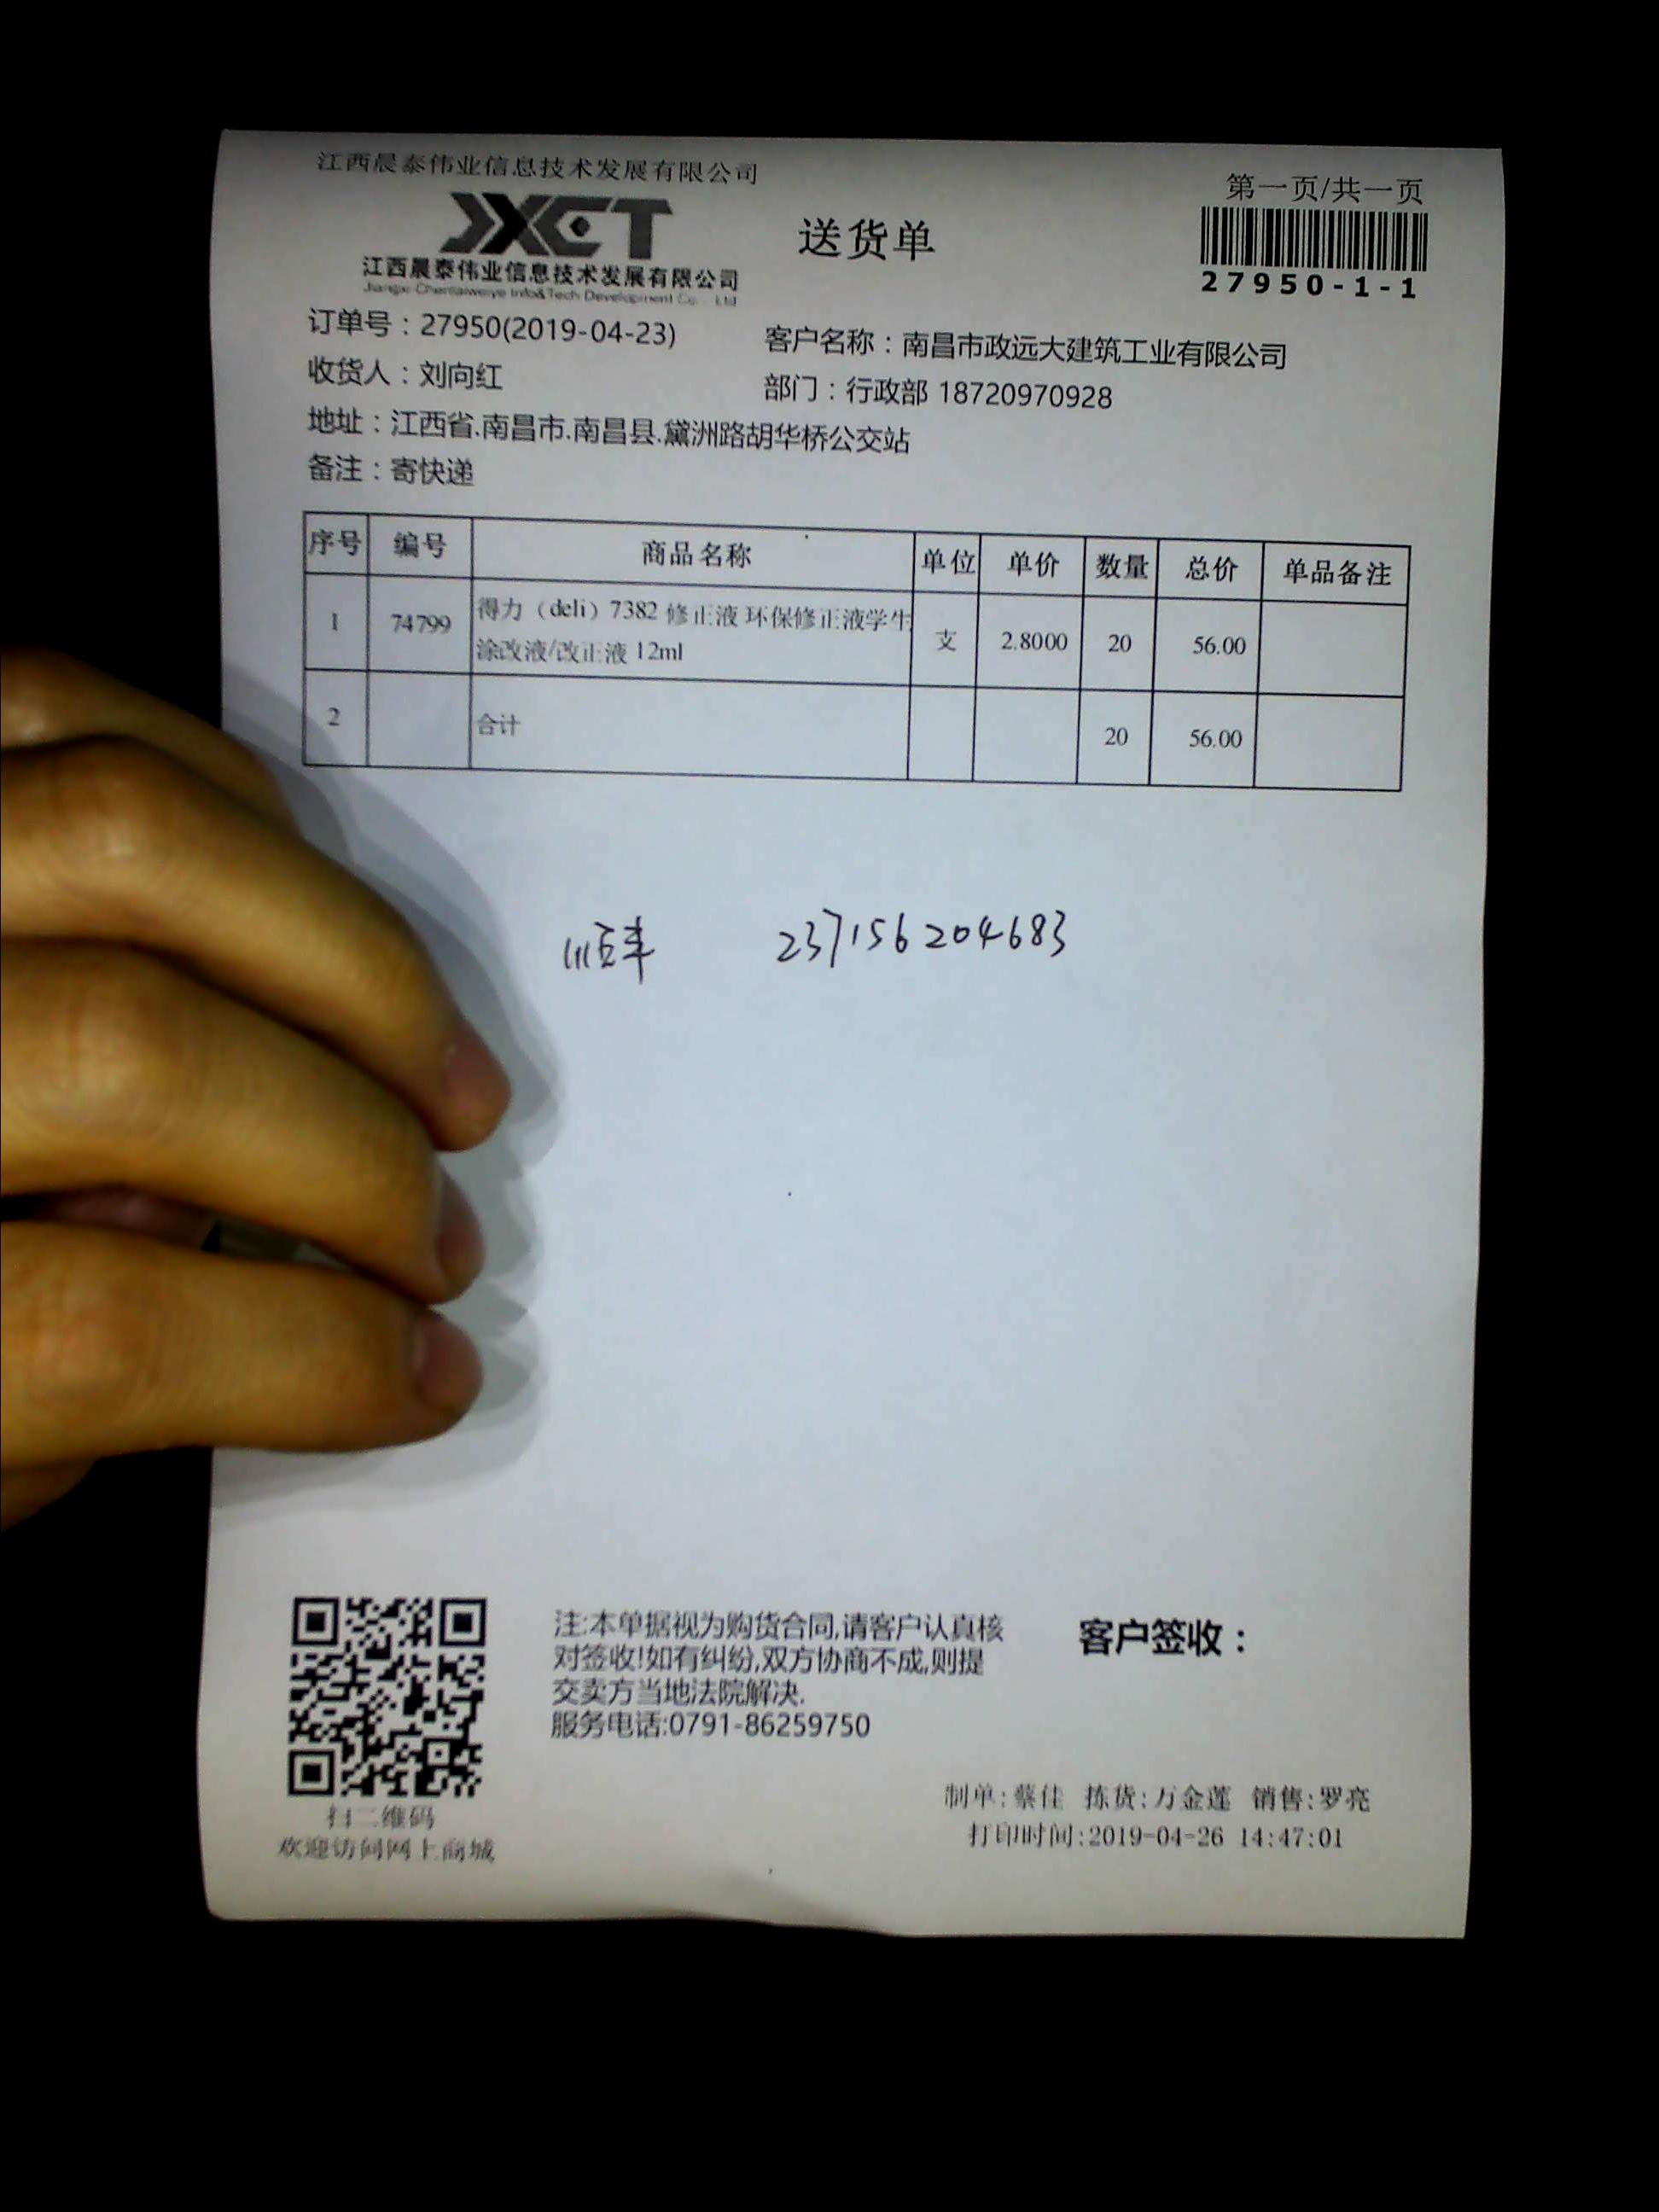 江西晨泰伟业信息技术发展有限公司
第一页/共一页
JXCT
送货单
江西晨泰伟业信息技术发展有限公司
Jiangxi Chentaiweiye Info&Tech Development Co., Ltd
27950-1-1
订单号：27950(2019-04-23)
客户名称：南昌市政远大建筑工业有限公司
收货人：刘向红
部门：行政部 18720970928
地址：江西省.南昌市.南昌县.黛洲路胡华桥公交站
备注：寄快递
序号 编号 商品名称 单位 单价 数量 总价 单品备注
1 74799 得力（deli）7382 修正液 环保修正液学生 支 2.8000 20 56.00
涂改液/改正液 12ml
2 合计 20 56.00
顺丰 237156204683
注:本单据视为购货合同,请客户认真核
对签收!如有纠纷,双方协商不成,则提
交卖方当地法院解决.
服务电话:0791-86259750
客户签收：
扫二维码
欢迎访问网上商城
制单:蔡佳 拣货:万金莲 销售:罗亮
打印时间:2019-04-26 14:47:01